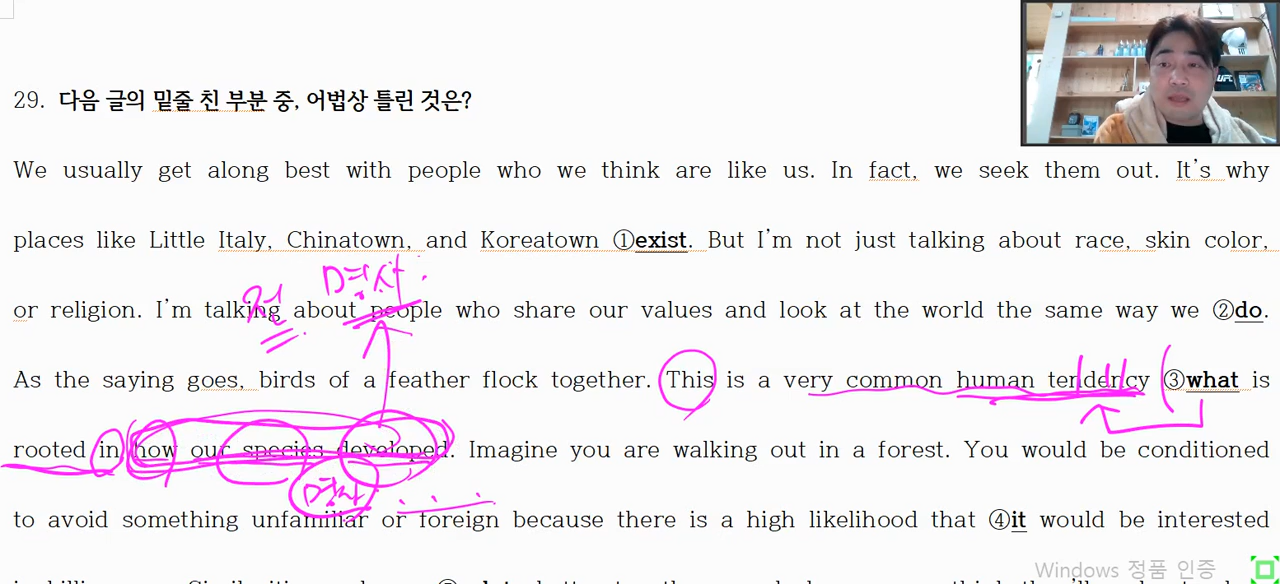 29. 다음 글의 밑줄 친 부분 중, 어법상 틀린 것은?
We usually get along best with people who we think are like us. In fact, we seek them out. It's why
places like Little Italy, Chinatown, and Koreatown ①exist. But I'm not just talking about race, skin color,
명사
절
or religion. I'm talking about people who share our values and look at the world the same way we ②do.
As the saying goes, birds of a feather flock together. This is a very common human tendency ③what is
rooted in how our species developed. Imagine you are walking out in a forest. You would be conditioned
명사
to avoid something unfamiliar or foreign because there is a high likelihood that ④it would be interested
Windows 정품 인증